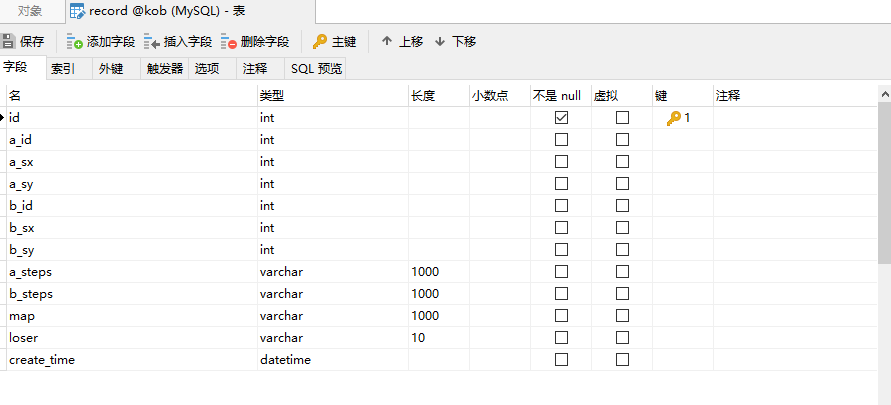 对象 record @kob (MySQL) - 表
保存 添加字段 插入字段 删除字段 主键 上移 下移
字段 索引 外键 触发器 选项 注释 SQL 预览
名 类型 长度 小数点 不是 null 虚拟 键 注释
id int 1
a_id int
a_sx int
a_sy int
b_id int
b_sx int
b_sy int
a_steps varchar 1000
b_steps varchar 1000
map varchar 1000
loser varchar 10
create_time datetime